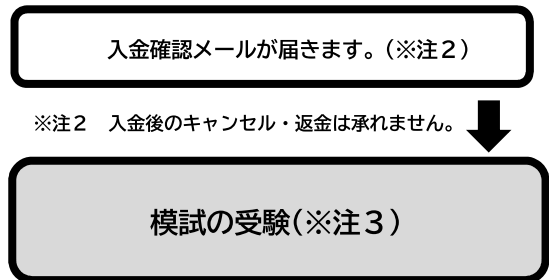 入金確認メールが届きます。（※注２）
※注２　入金後のキャンセル・返金は承れません。
模試の受験（※注３）